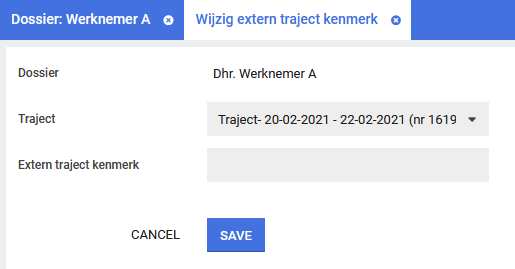 Dossier: Werknemer A Wijzig extern traject kenmerk
Dossier Dhr. Werknemer A
Traject Traject- 20-02-2021 - 22-02-2021 (nr 1619
Extern traject kenmerk
CANCEL SAVE